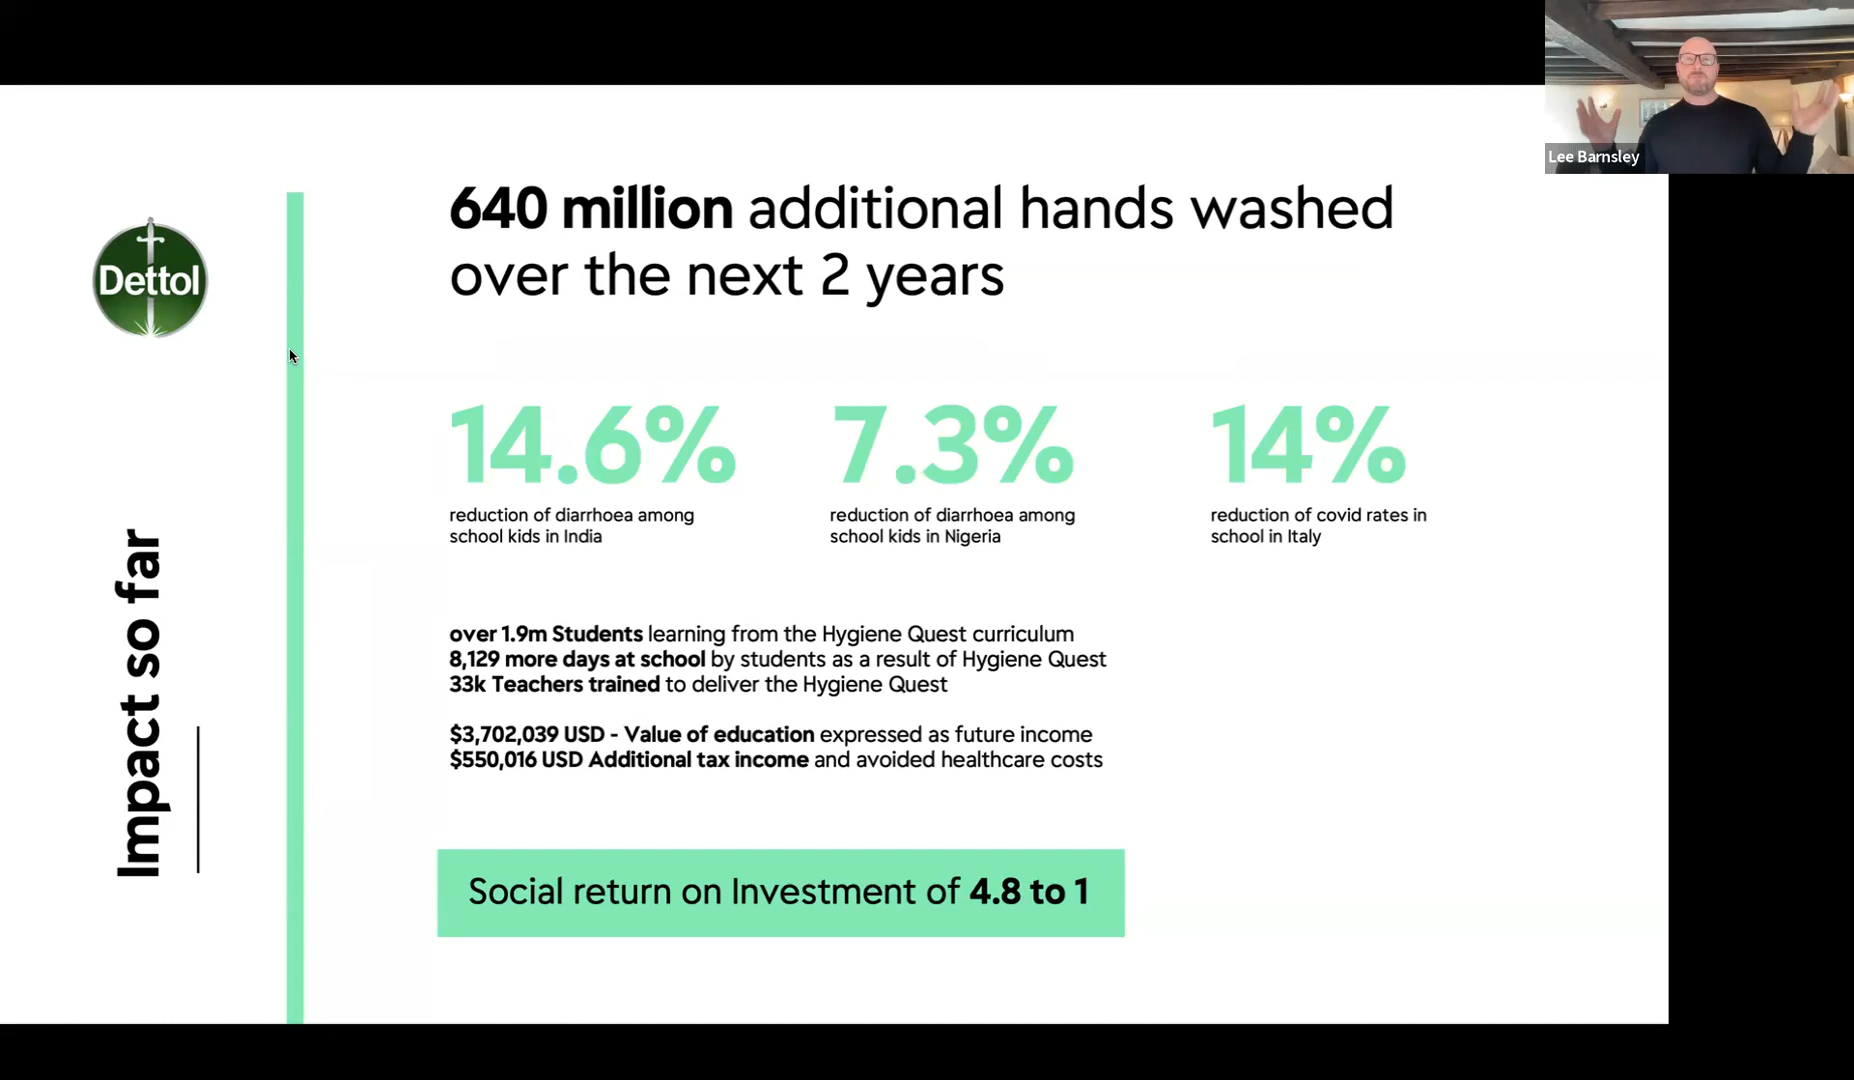 Lee Barnsley
Dettol
Impact so far
640 million additional hands washed
over the next 2 years
14.6%
reduction of diarrhoea among
school kids in India
7.3%
reduction of diarrhoea among
school kids in Nigeria
14%
reduction of covid rates in
school in Italy
over 1.9m Students learning from the Hygiene Quest curriculum
8,129 more days at school by students as a result of Hygiene Quest
33k Teachers trained to deliver the Hygiene Quest
$3,702,039 USD - Value of education expressed as future income
$550,016 USD Additional tax income and avoided healthcare costs
Social return on Investment of 4.8 to 1